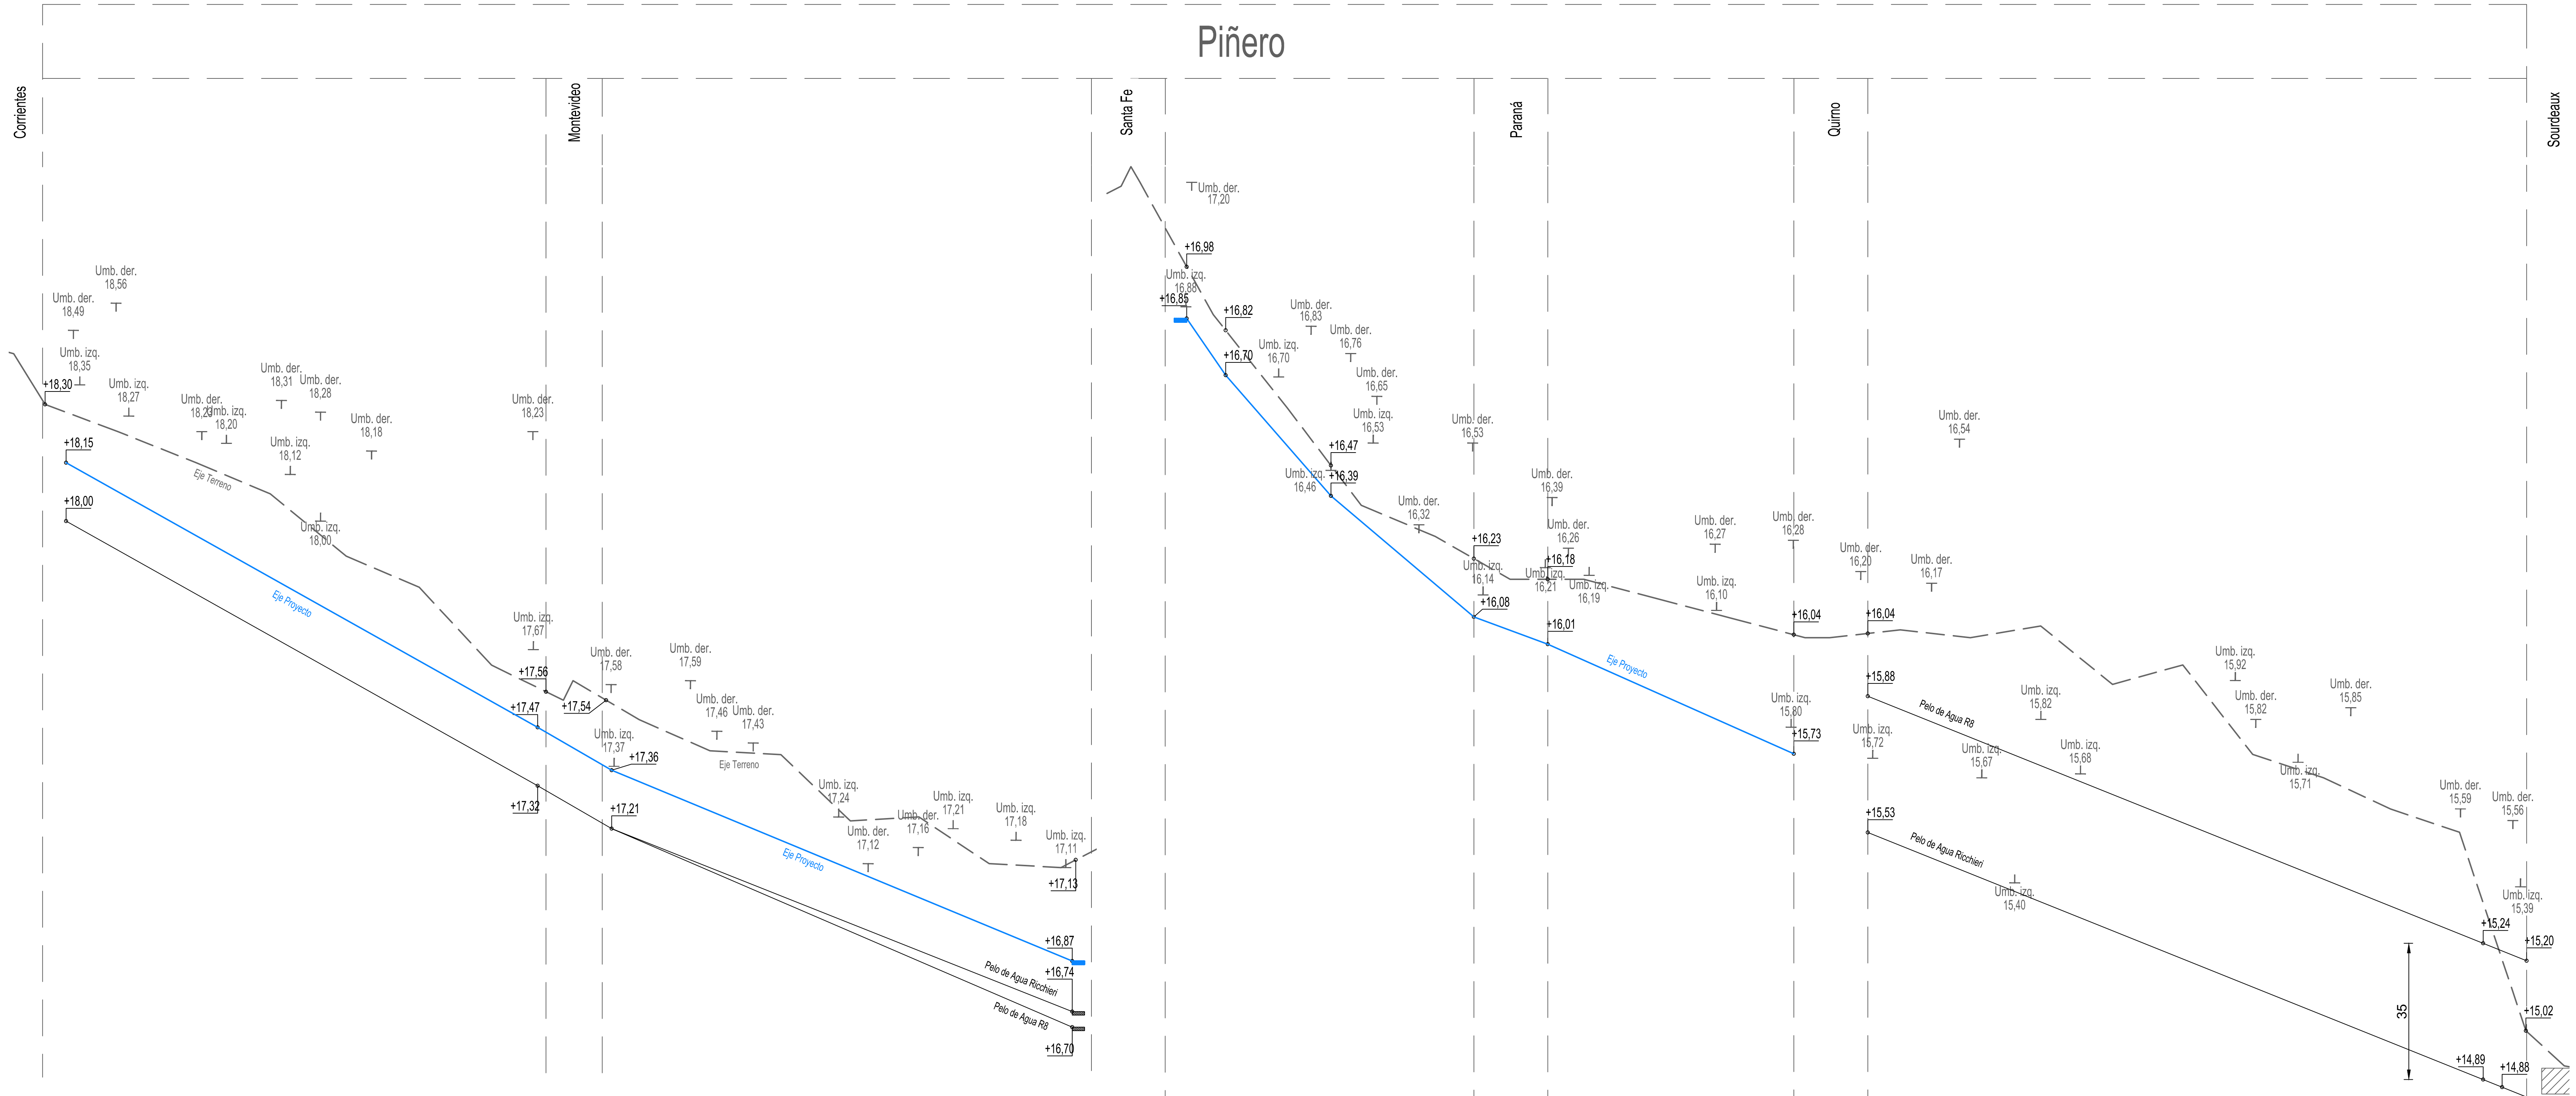 Piñero
Corrientes
Montevideo
Santa Fe
Paraná
Quirno
Sourdeaux
Umb. der.
18,49
Umb. der.
18,56
Umb. izq.
18,35
+18,30
Umb. izq.
18,27
Umb. der.
Umb. izq.
18,20
Umb. der.
18,31
Umb. der.
18,28
Umb. izq.
18,12
Umb. der.
18,18
Umb. der.
18,23
+18,15
Eje Terreno
+18,00
Umb. izq.
18,00
Eje Proyecto
Umb. izq.
17,67
+17,56
+17,54
+17,47
+17,32
Umb. der.
17,58
Umb. izq.
17,37
+17,36
+17,21
Umb. der.
17,59
Umb. der.
17,46
Umb. der.
17,43
Eje Terreno
Umb. izq.
17,24
Umb. der.
17,12
Umb. der.
17,16
Umb. izq.
17,21
Umb. izq.
17,18
Umb. izq.
17,11
+17,13
Eje Proyecto
+16,87
+16,74
Pelo de Agua Ricchieri
Pelo de Agua R8
+16,70
Umb. der.
17,20
+16,98
Umb. izq.
16,88
+16,85
+16,82
+16,70
Umb. izq.
16,70
Umb. der.
16,83
Umb. der.
16,76
Umb. der.
16,65
Umb. izq.
16,53
+16,47
Umb. izq.
16,46
+16,39
Umb. der.
16,32
Umb. der.
16,53
+16,23
Umb. izq.
16,14
+16,08
Umb. der.
16,39
Umb. der.
16,26
+16,18
Umb. izq.
16,21
Umb. izq.
16,19
+16,01
Eje Proyecto
Umb. der.
16,27
Umb. izq.
16,10
Umb. der.
16,28
+16,04
Umb. izq.
15,80
+15,73
Umb. der.
16,20
+16,04
Umb. der.
16,17
Umb. der.
16,54
+15,88
Pelo de Agua R8
Umb. izq.
15,72
Umb. izq.
15,67
Umb. izq.
15,82
Umb. izq.
15,68
+15,53
Pelo de Agua Ricchieri
Umb. izq.
15,40
Umb. izq.
15,92
Umb. der.
15,82
Umb. izq.
15,71
Umb. der.
15,85
Umb. der.
15,59
Umb. der.
15,56
Umb. izq.
15,39
+15,24
+15,20
35
+15,02
+14,89
+14,88